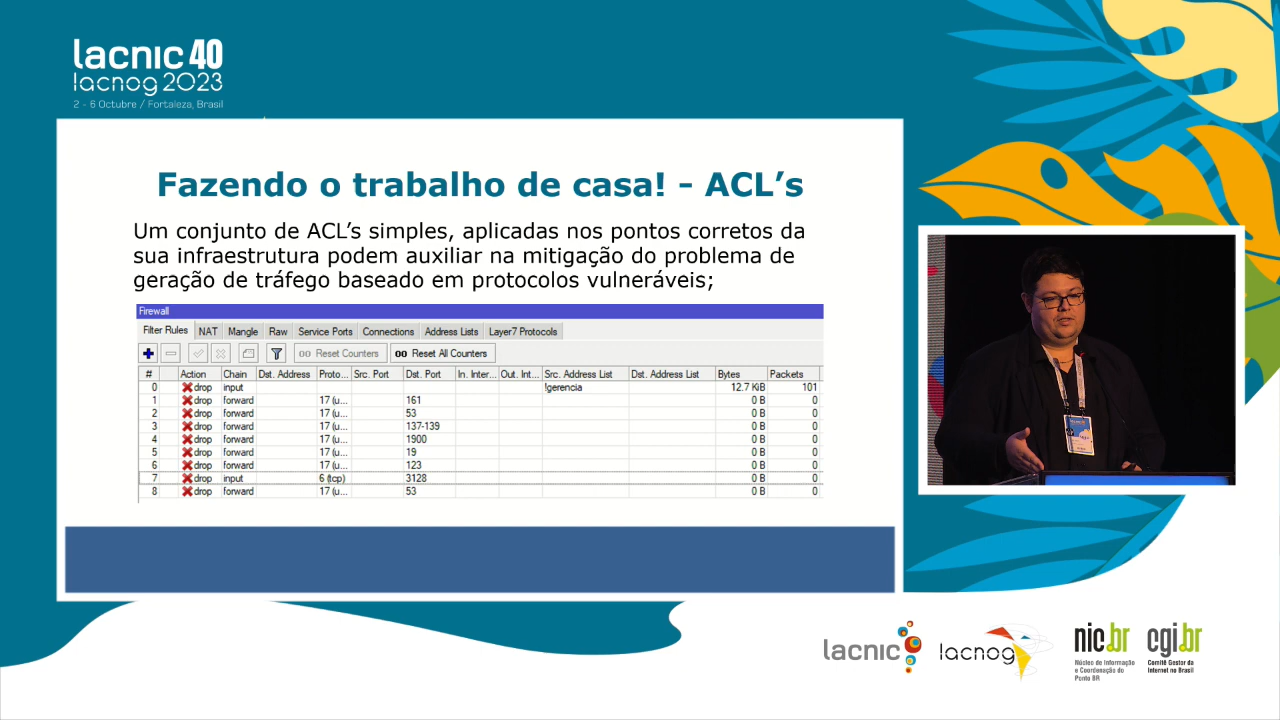 lacnic 40
lacnog 2023
2 - 6 Octubre / Fortaleza, Brasil
Fazendo o trabalho de casa! - ACL’s
Um conjunto de ACL’s simples, aplicadas nos pontos corretos da
sua infraestrutura podem auxiliar na mitigação do problema de
geração de tráfego baseado em protocolos vulneráveis;
Firewall
Filter Rules NAT Mangle Raw Service Ports Connections Address Lists Layer7 Protocols
00 Reset Counters 00 Reset All Counters
# Action Chain Dst. Address Proto... Src. Port Dst. Port In. Inter... Out. Int... Src. Address List Dst. Address List Bytes Packets
0 drop input !gerencia 12.7 KiB 101
1 drop forward 17 (u... 161 0 B 0
2 drop forward 17 (u... 53 0 B 0
3 drop forward 17 (u... 137-139 0 B 0
4 drop forward 17 (u... 1900 0 B 0
5 drop forward 17 (u... 19 0 B 0
6 drop forward 17 (u... 123 0 B 0
7 drop input 6 (tcp) 3128 0 B 0
8 drop forward 17 (u... 53 0 B 0
lacnic lacnog nic.br cgi.br
Núcleo de Informação
e Coordenação do
Ponto BR
Comitê Gestor da
Internet no Brasil